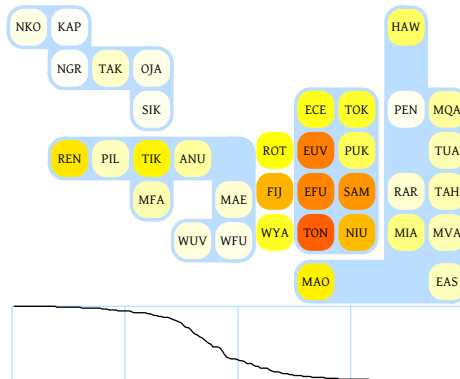 NKO KAP HAW
NGR TAK OJA
SIK ECE TOK PEN MQA
REN PIL TIK ANU ROT EUV PUK TUA
MFA MAE FIJ EFU SAM RAR TAH
WUV WFU WYA TON NIU MIA MVA
MAO EAS